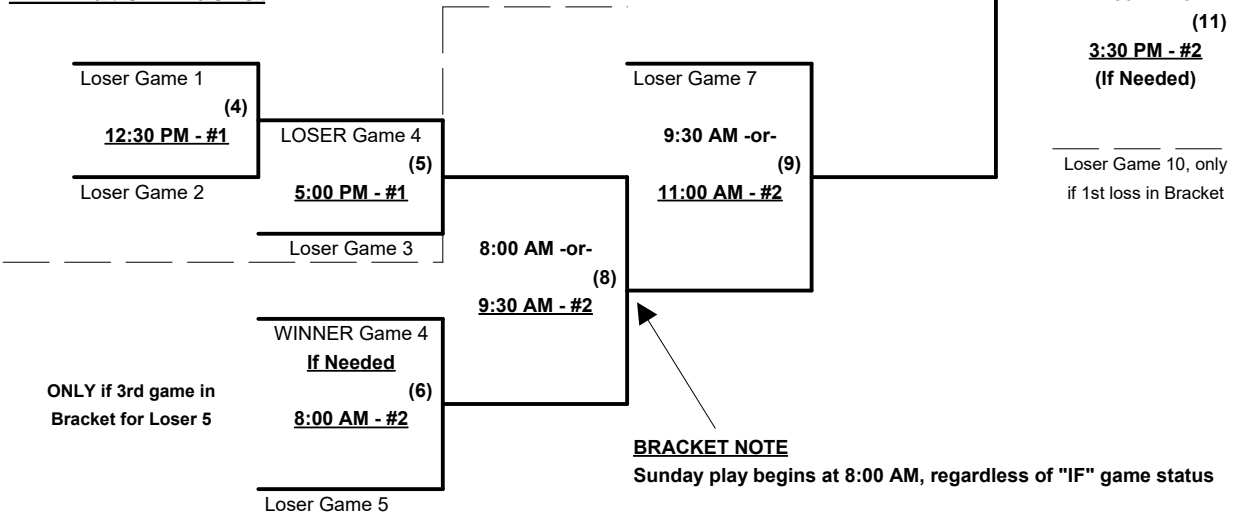 (11)
3:30 PM - #2
(If Needed)
Loser Game 1
(4)
12:30 PM - #1
Loser Game 2
LOSER Game 4
(5)
5:00 PM - #1
Loser Game 3
Loser Game 7
9:30 AM -or-
(9)
11:00 AM - #2
Loser Game 10, only
if 1st loss in Bracket
8:00 AM -or-
(8)
9:30 AM - #2
WINNER Game 4
If Needed
(6)
8:00 AM - #2
Loser Game 5
ONLY if 3rd game in
Bracket for Loser 5
BRACKET NOTE
Sunday play begins at 8:00 AM, regardless of "IF" game status